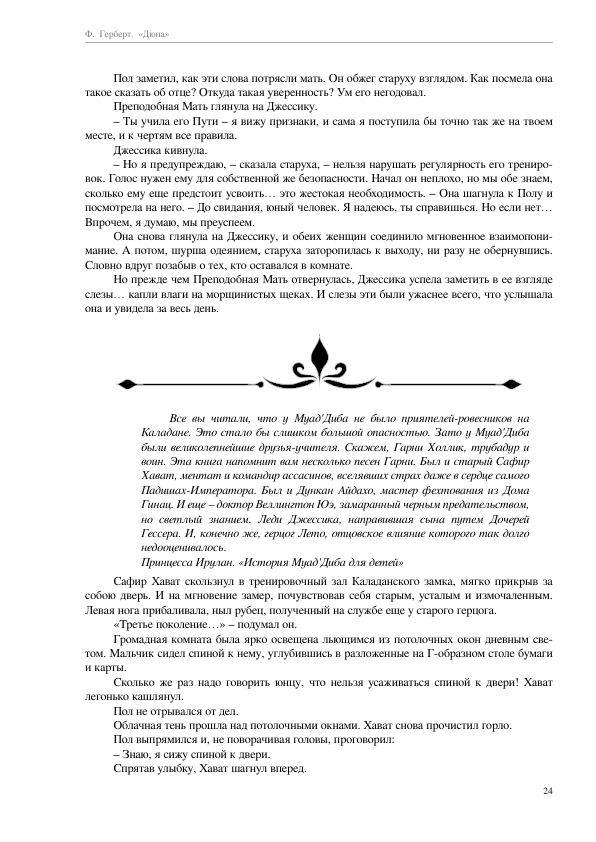 Ф. Герберт. «Дюна»
Пол заметил, как эти слова потрясли мать. Он обжег старуху взглядом. Как посмела она
такое сказать об отце? Откуда такая уверенность? Ум его негодовал.
Преподобная Мать глянула на Джессику.
– Ты учила его Пути – я вижу признаки, и сама я поступила бы точно так же на твоем
месте, и к чертям все правила.
Джессика кивнула.
– Но я предупреждаю, – сказала старуха, – нельзя нарушать регулярность его трениро-
вок. Голос нужен ему для собственной же безопасности. Начал он неплохо, но мы обе знаем,
сколько ему еще предстоит усвоить… это жестокая необходимость. – Она шагнула к Полу и
посмотрела на него. – До свидания, юный человек. Я надеюсь, ты справишься. Но если нет…
Впрочем, я думаю, мы преуспеем.
Она снова глянула на Джессику, и обеих женщин соединило мгновенное взаимопони-
мание. А потом, шурша одеянием, старуха заторопилась к выходу, ни разу не обернувшись.
Словно вдруг позабыв о тех, кто оставался в комнате.
Но прежде чем Преподобная Мать отвернулась, Джессика успела заметить в ее взгляде
слезы… капли влаги на морщинистых щеках. И слезы эти были ужаснее всего, что услышала
она и увидела за весь день.
Все вы читали, что у Муад'Диба не было приятелей-ровесников на
Каладане. Это стало бы слишком большой опасностью. Зато у Муад'Диба
были великолепнейшие друзья-учителя. Скажем, Гарни Холлик, трубадур и
воин. Эта книга напомнит вам несколько песен Гарни. Был и старый Сафир
Хават, ментат и командир ассасинов, вселявших страх даже в сердце самого
Падишах-Императора. Был и Дункан Айдахо, мастер фехтования из Дома
Гинац. И еще – доктор Веллингтон Юэ, замаранный черным предательством,
но светлый знанием. Леди Джессика, направившая сына путем Дочерей
Гессера. И, конечно же, герцог Лето, отцовское влияние которого так долго
недооценивалось.
Принцесса Ирулан. «История Муад'Диба для детей»
Сафир Хават скользнул в тренировочный зал Каладанского замка, мягко прикрыв за
собою дверь. И на мгновение замер, почувствовав себя старым, усталым и измочаленным.
Левая нога прибаливала, ныл рубец, полученный на службе еще у старого герцога.
«Третье поколение…» – подумал он.
Громадная комната была ярко освещена льющимся из потолочных окон дневным све-
том. Мальчик сидел спиной к нему, углубившись в разложенные на Г-образном столе бумаги
и карты.
Сколько же раз надо говорить юнцу, что нельзя усаживаться спиной к двери! Хават
легонько кашлянул.
Пол не отрывался от дел.
Облачная тень прошла над потолочными окнами. Хават снова прочистил горло.
Пол выпрямился и, не поворачивая головы, проговорил:
– Знаю, я сижу спиной к двери.
Спрятав улыбку, Хават шагнул вперед.
24